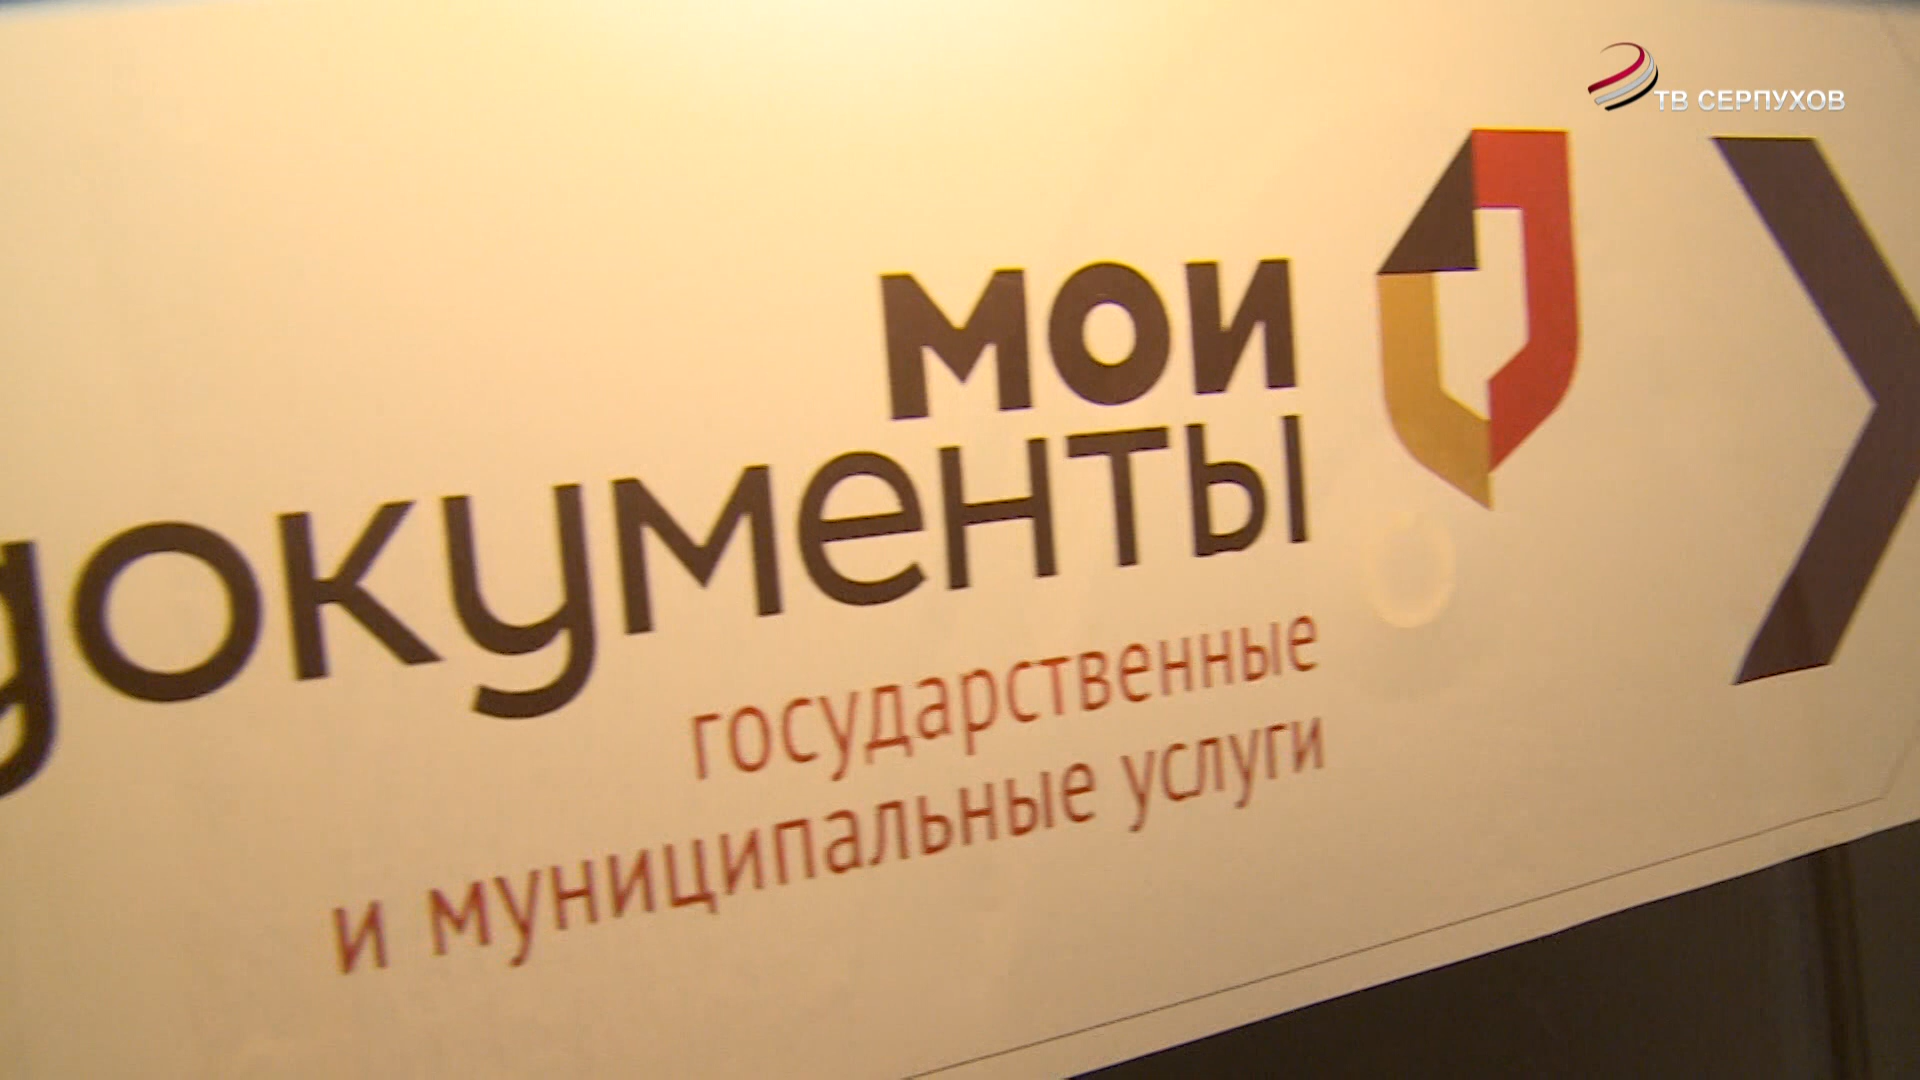 ТВ СЕРПУХОВ
мои
документы
государственные
и муниципальные услуги